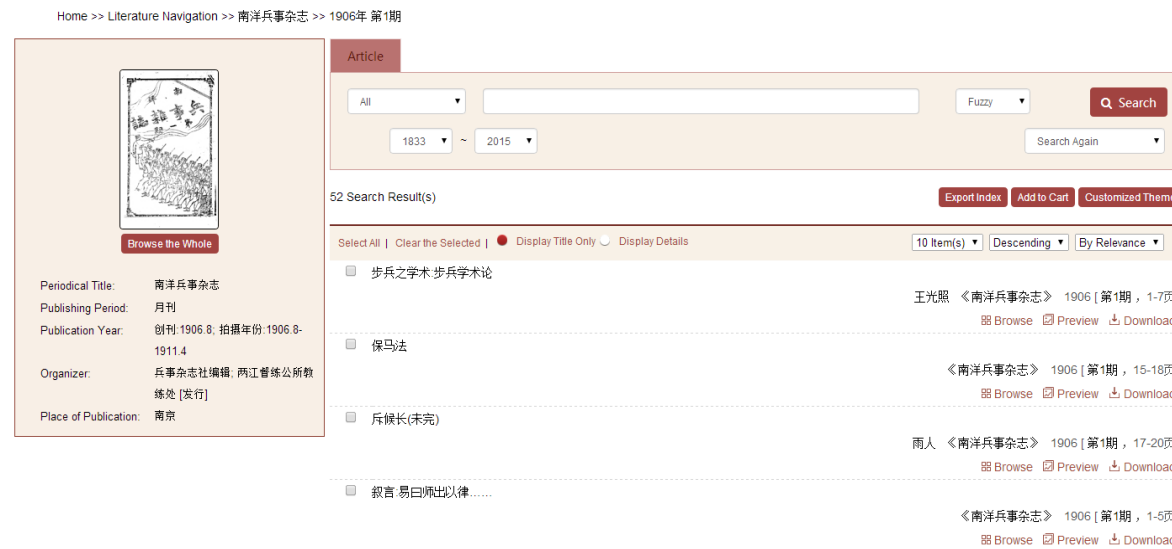 Home >> Literature Navigation >> 南洋兵事杂志 >> 1906年 第1期
兵事雜誌
Browse the Whole
Periodical Title: 南洋兵事杂志
Publishing Period: 月刊
Publication Year: 创刊:1906.8; 拍摄年份:1906.8-
1911.4
Organizer: 兵事杂志社编辑; 两江督练公所教
练处 [发行]
Place of Publication: 南京
Article
All
Fuzzy
Search
1833 ~ 2015
Search Again
52 Search Result(s)
Export Index Add to Cart Customized Theme
Select All | Clear the Selected | Display Title Only Display Details
10 Item(s) Descending By Relevance
步兵之学术:步兵学术论
王光照 《南洋兵事杂志》 1906 [ 第1期 , 1-7页
Browse Preview Download
保马法
《南洋兵事杂志》 1906 [ 第1期 , 15-18页
Browse Preview Download
斥候长(未完)
雨人 《南洋兵事杂志》 1906 [ 第1期 , 17-20页
Browse Preview Download
叙言:易曰师出以律……
《南洋兵事杂志》 1906 [ 第1期 , 1-5页
Browse Preview Download